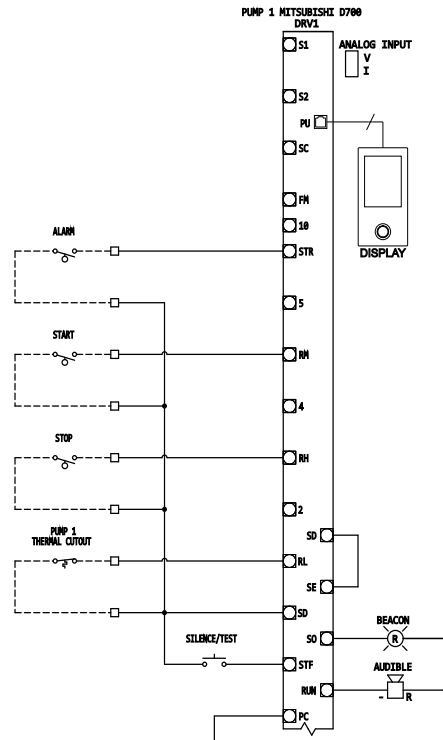 PUMP 1 MITSUBISHI D700
DRV1
S1
ANALOG INPUT
V
I
S2
PU
SC
FM
10
DISPLAY
ALARM
STR
5
START
RM
4
STOP
RH
2
PUMP 1
THERMAL CUTOUT
SD
RL
SE
SD
SILENCE/TEST
SO
BEACON
R
STF
AUDIBLE
RUN
- R
PC